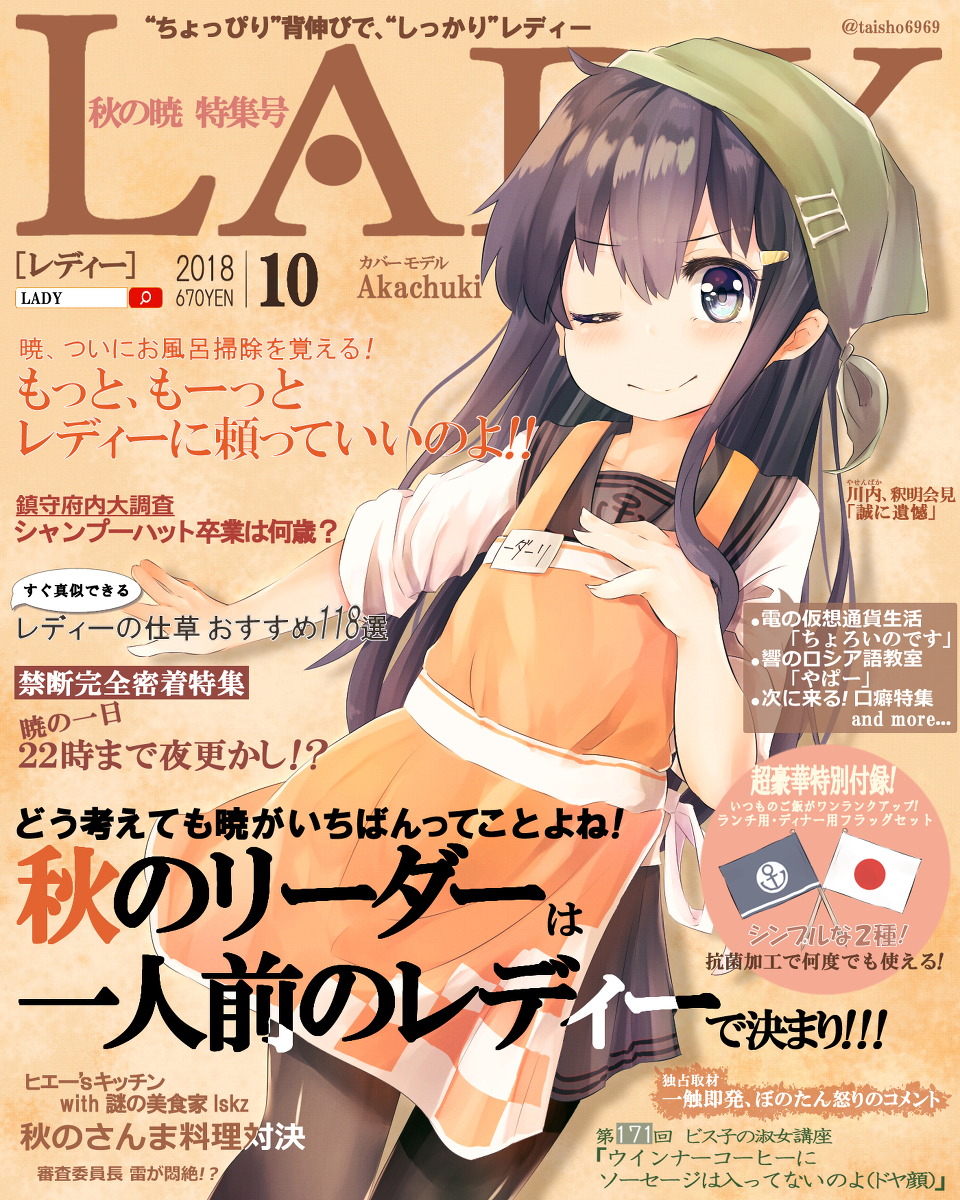 “ちょっぴり”背伸びで、“しっかり”レディー
@taisho6969
LADY
秋の暁 特集号
[レディー]
LADY
2018
670YEN
10
カバーモデル
Akachuki
暁、ついにお風呂掃除を覚える!
もっと、もーっと
レディーに頼っていいのよ!!
鎮守府内大調査
シャンプーハット卒業は何歳?
すぐ真似できる
レディーの仕草 おすすめ118選
禁断完全密着特集
暁の一日
22時まで夜更かし!?
リーダー
やせんばか
川内、釈明会見
「誠に遺憾」
●電の仮想通貨生活
「ちょろいのです」
●響のロシア語教室
「やぱー」
●次に来る! 口癖特集
and more...
超豪華特別付録!
いつものご飯がワンランクアップ!
ランチ用・ディナー用フラッグセット
シンプルな2種!
抗菌加工で何度でも使える!
どう考えても暁がいちばんってことよね!
秋のリーダーは
一人前のレディーで決まり!!!
ヒエー'sキッチン
with 謎の美食家 lskz
秋のさんま料理対決
審査委員長 雷が悶絶!?
独占取材
一触即発、ぼのたん怒りのコメント
第171回 ビス子の淑女講座
「ウインナーコーヒーに
ソーセージは入ってないのよ(ドヤ顔)」